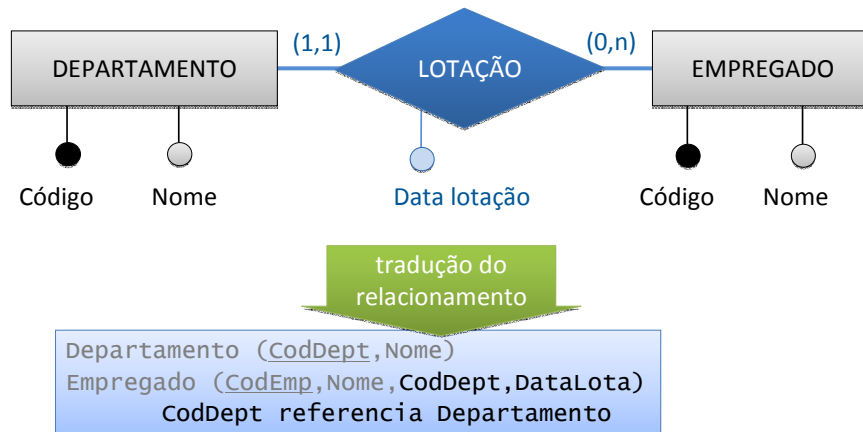 (1,1)
(0,n)
DEPARTAMENTO
LOTAÇÃO
EMPREGADO
Código
Nome
Data lotação
Código
Nome
tradução do
relacionamento
Departamento (CodDept,Nome)
Empregado (CodEmp,Nome,CodDept,DataLota)
CodDept referencia Departamento